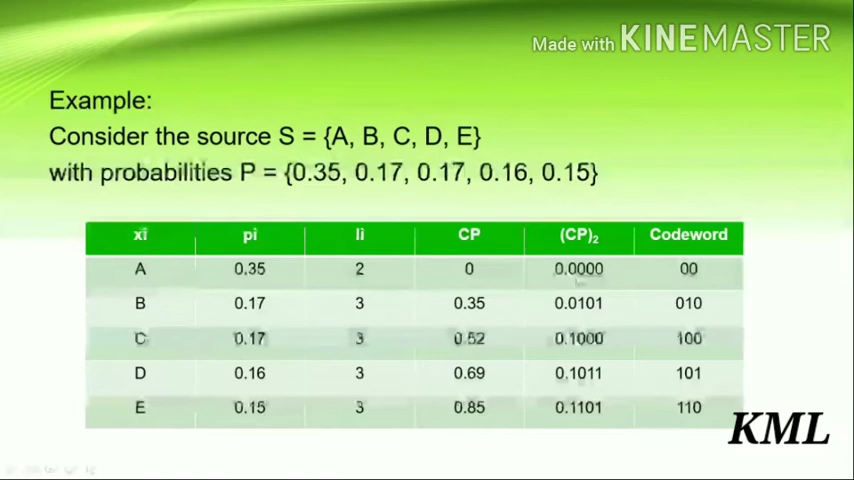 Made with KINEMASTER
Example:
Consider the source S = {A, B, C, D, E}
with probabilities P = {0.35, 0.17, 0.17, 0.16, 0.15}
xi pi li CP (CP)₂ Codeword
A 0.35 2 0 0.0000 00
B 0.17 3 0.35 0.0101 010
C 0.17 3 0.52 0.1000 100
D 0.16 3 0.69 0.1011 101
E 0.15 3 0.85 0.1101 110
KML